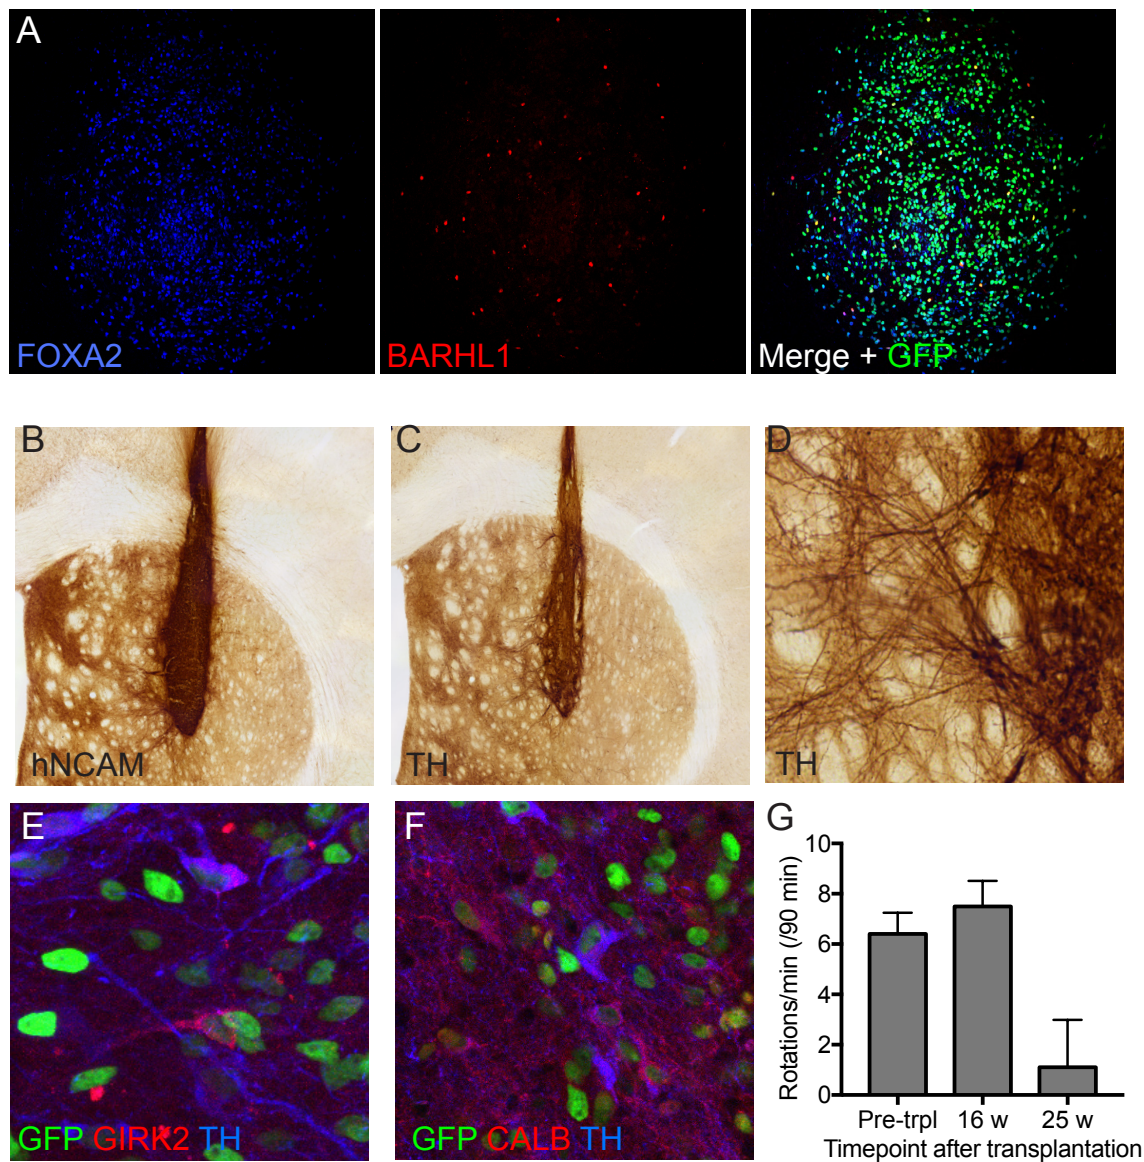 A
FOXA2
BARHL1
Merge + GFP
B
hNCAM
C
TH
D
TH
E
GFP GIRK2 TH
F
GFP CALB TH
G
Rotations/min (/90 min)
10
8
6
4
2
0
Pre-trpl 16 w 25 w
Timepoint after transplantation